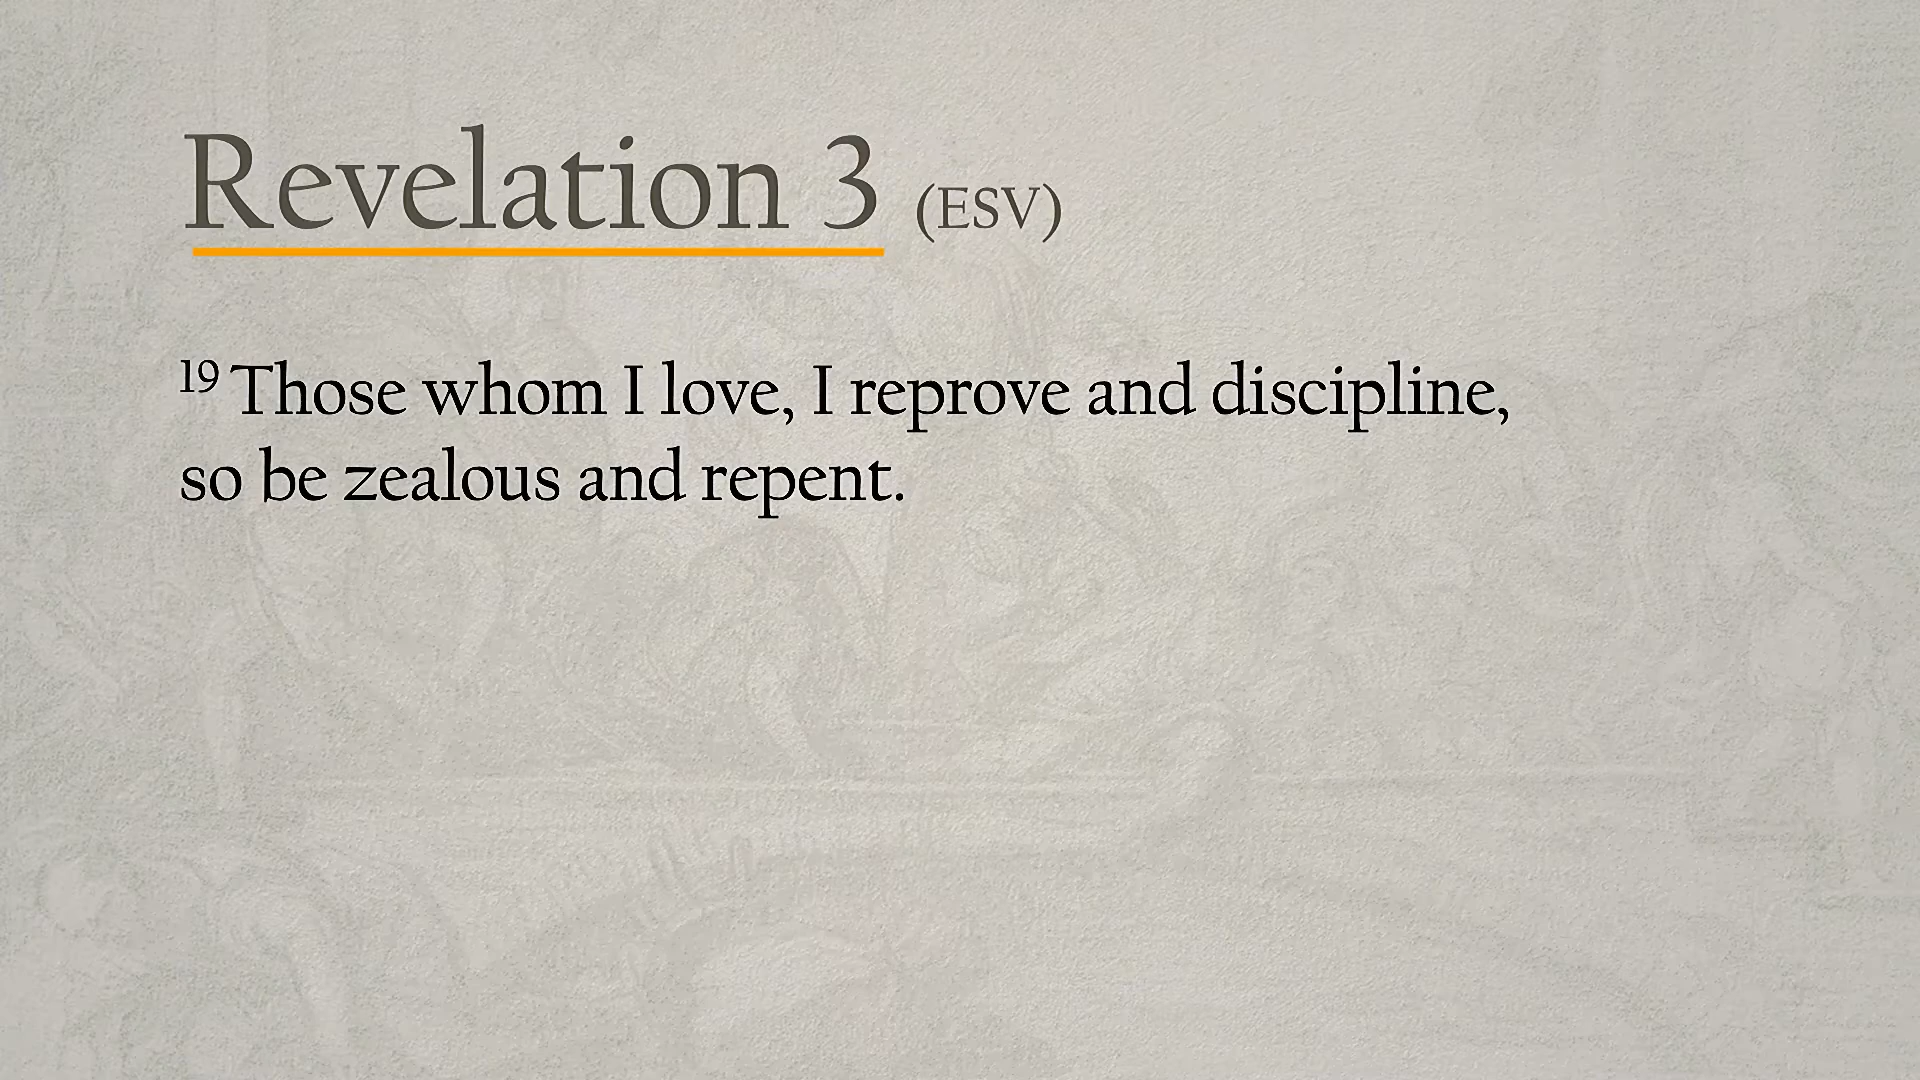 Revelation 3 (ESV)
19 Those whom I love, I reprove and discipline,
so be zealous and repent.